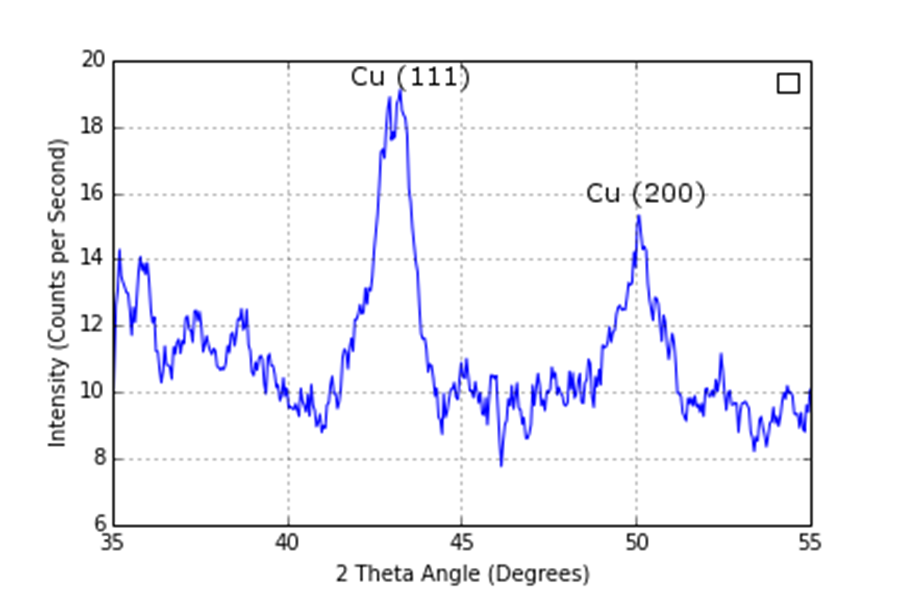 20
Cu (111)
18
16
Cu (200)
14
12
10
8
6
35 40 45 50 55
Intensity (Counts per Second)
2 Theta Angle (Degrees)